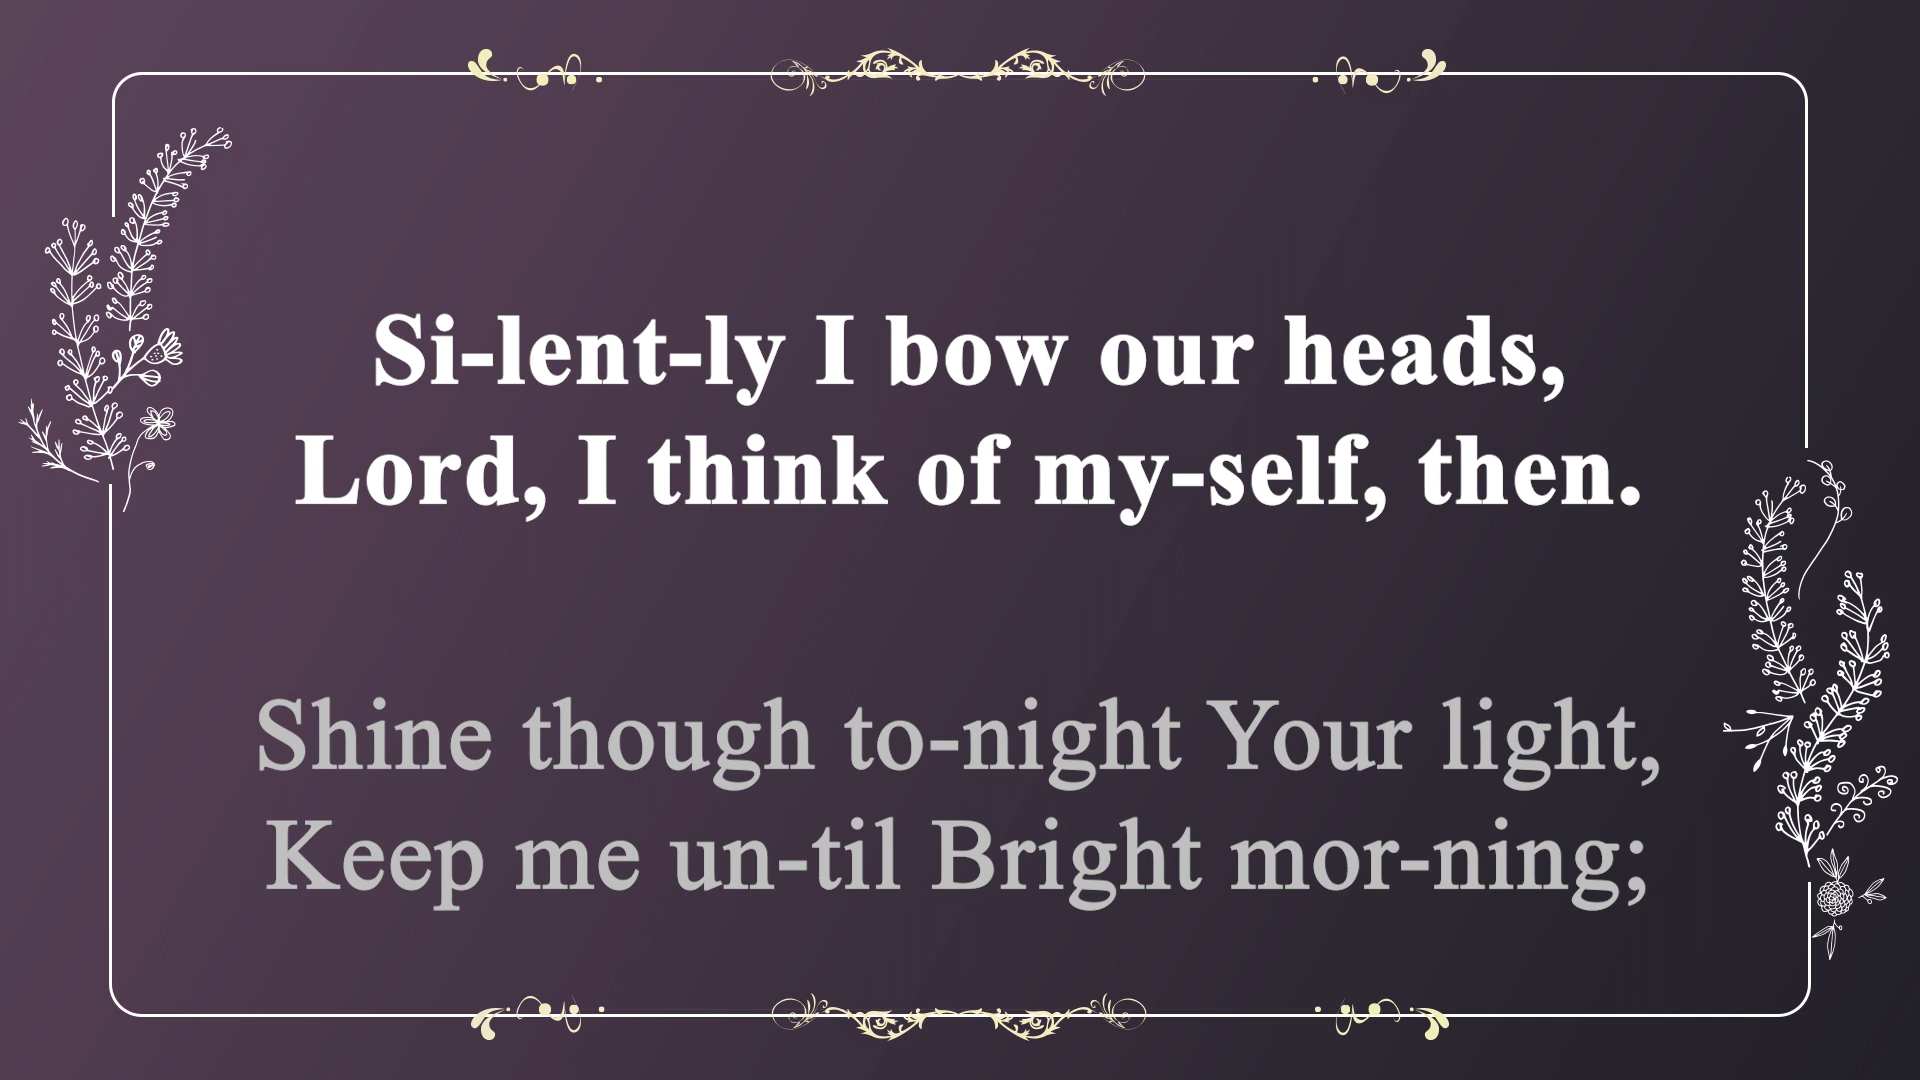 Si-lent-ly I bow our heads,
Lord, I think of my-self, then.
Shine though to-night Your light,
Keep me un-til Bright mor-ning;